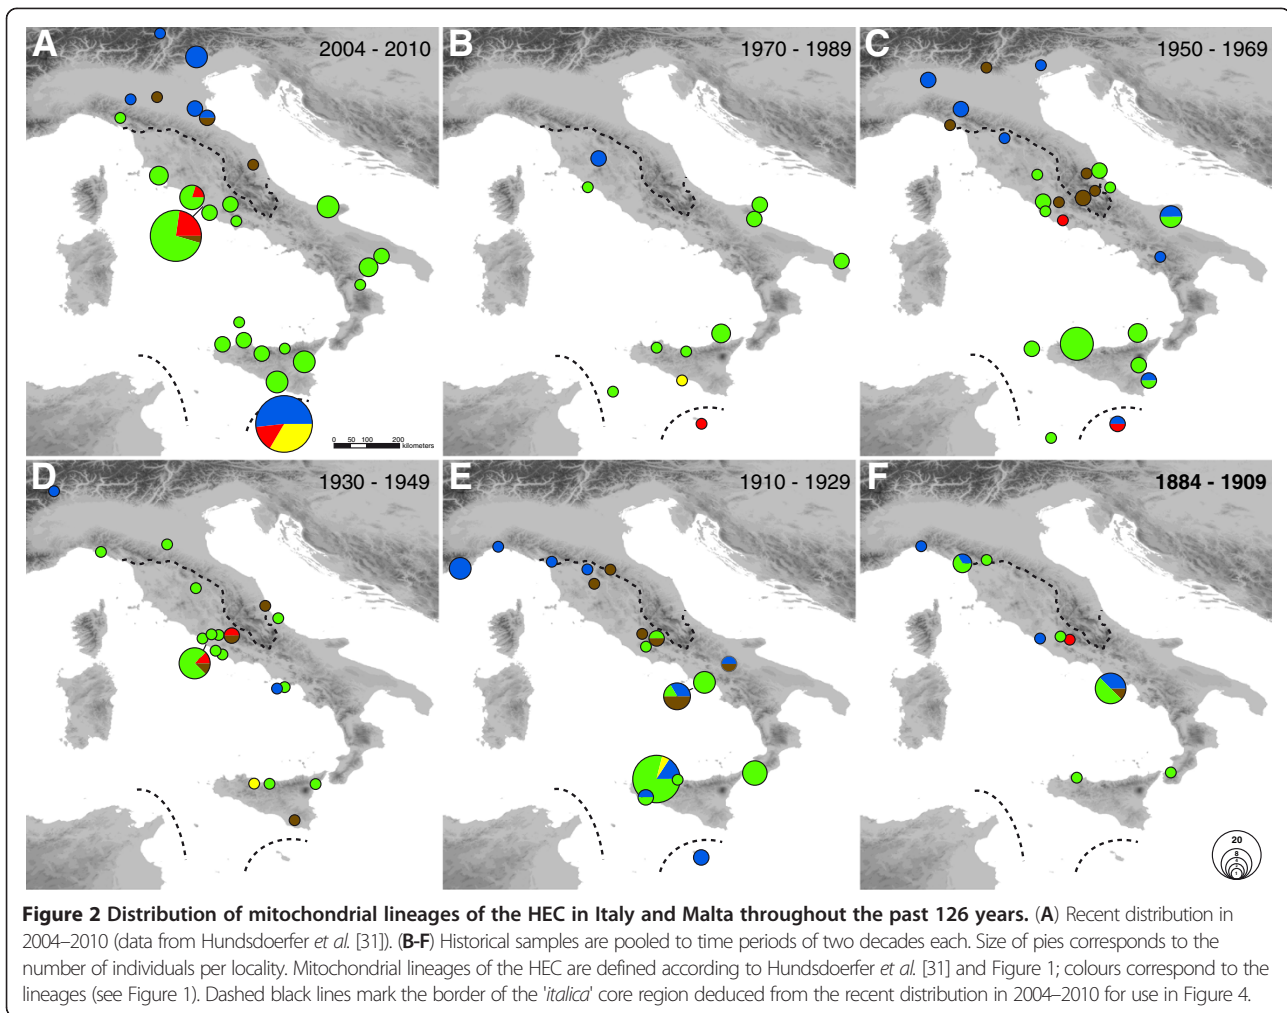 A
2004 - 2010
B
1970 - 1989
C
1950 - 1969
0 50 100 200
kilometers
D
1930 - 1949
E
1910 - 1929
F
1884 - 1909
20
8
1
Figure 2 Distribution of mitochondrial lineages of the HEC in Italy and Malta throughout the past 126 years. (A) Recent distribution in
2004–2010 (data from Hundsdoerfer et al. [31]). (B-F) Historical samples are pooled to time periods of two decades each. Size of pies corresponds to the
number of individuals per locality. Mitochondrial lineages of the HEC are defined according to Hundsdoerfer et al. [31] and Figure 1; colours correspond to the
lineages (see Figure 1). Dashed black lines mark the border of the 'italica' core region deduced from the recent distribution in 2004–2010 for use in Figure 4.